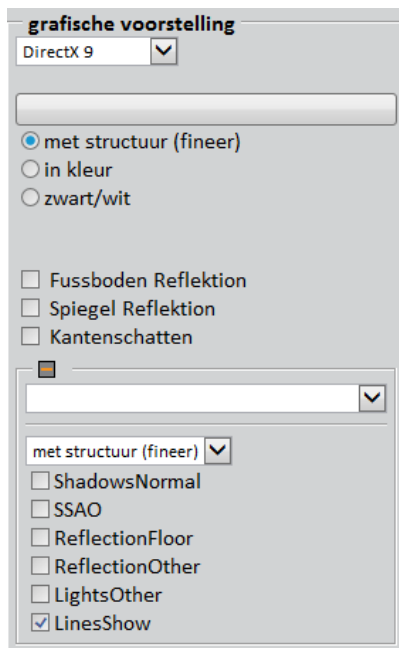 grafische voorstelling
DirectX 9
met structuur (fineer)
in kleur
zwart/wit
Fussboden Reflektion
Spiegel Reflektion
Kantenschatten
met structuur (fineer)
ShadowsNormal
SSAO
ReflectionFloor
ReflectionOther
LightsOther
LinesShow